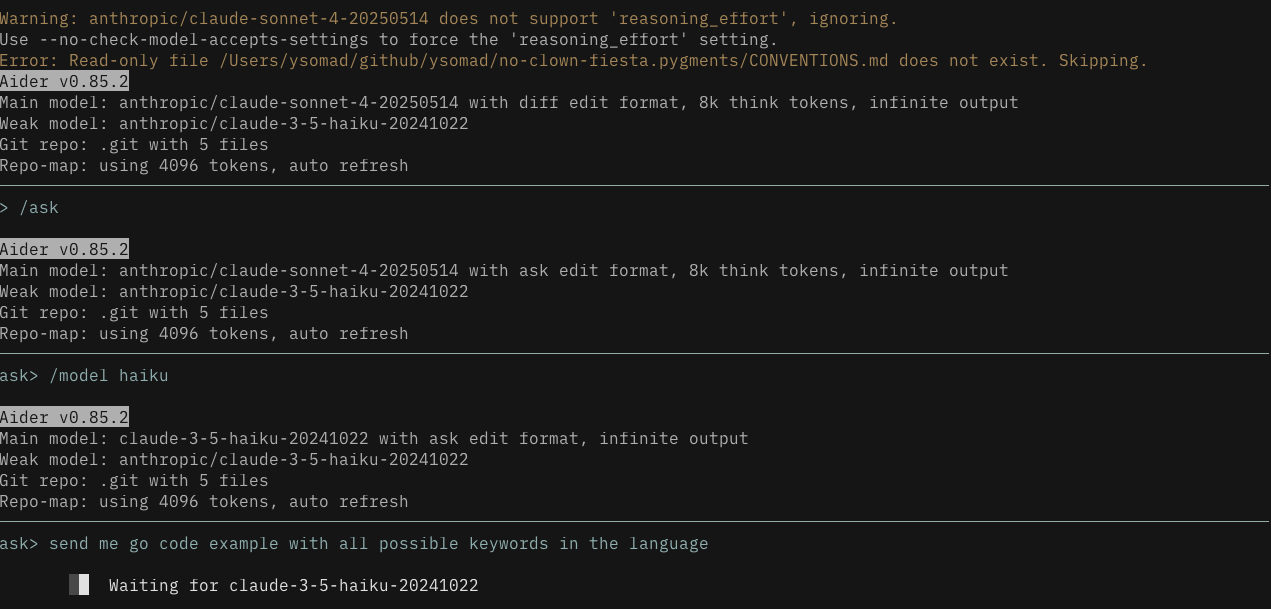 Warning: anthropic/claude-sonnet-4-20250514 does not support 'reasoning_effort', ignoring.
Use --no-check-model-accepts-settings to force the 'reasoning_effort' setting.
Error: Read-only file /Users/ysomad/github/ysomad/no-clown-fiesta.pygments/CONVENTIONS.md does not exist. Skipping.
Aider v0.85.2
Main model: anthropic/claude-sonnet-4-20250514 with diff edit format, 8k think tokens, infinite output
Weak model: anthropic/claude-3-5-haiku-20241022
Git repo: .git with 5 files
Repo-map: using 4096 tokens, auto refresh
> /ask
Aider v0.85.2
Main model: anthropic/claude-sonnet-4-20250514 with ask edit format, 8k think tokens, infinite output
Weak model: anthropic/claude-3-5-haiku-20241022
Git repo: .git with 5 files
Repo-map: using 4096 tokens, auto refresh
ask> /model haiku
Aider v0.85.2
Main model: claude-3-5-haiku-20241022 with ask edit format, infinite output
Weak model: anthropic/claude-3-5-haiku-20241022
Git repo: .git with 5 files
Repo-map: using 4096 tokens, auto refresh
ask> send me go code example with all possible keywords in the language
Waiting for claude-3-5-haiku-20241022